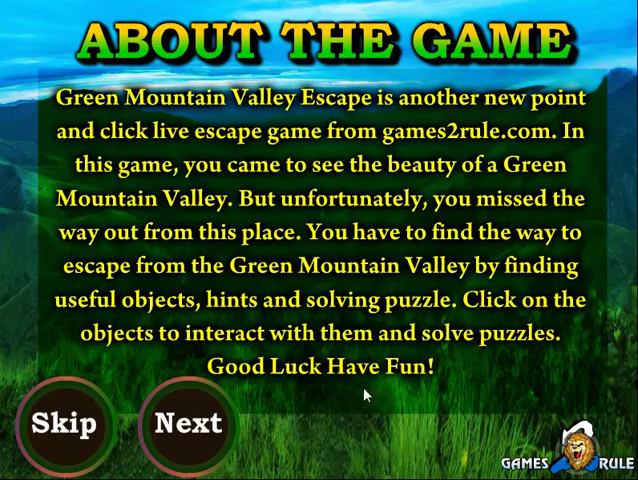 ABOUT THE GAME
Green Mountain Valley Escape is another new point
and click live escape game from games2rule.com. In
this game, you came to see the beauty of a Green
Mountain Valley. But unfortunately, you missed the
way out from this place. You have to find the way to
escape from the Green Mountain Valley by finding
useful objects, hints and solving puzzle. Click on the
objects to interact with them and solve puzzles.
Good Luck Have Fun!
Skip
Next
GAMES 2 RULE